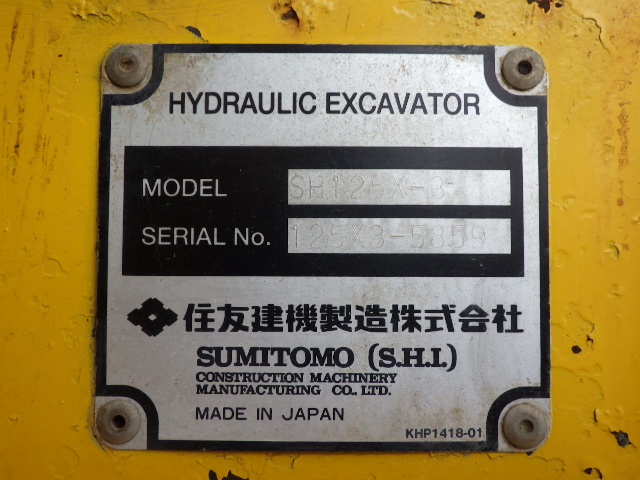 HYDRAULIC EXCAVATOR
MODEL SH125X-3
SERIAL No. 125X3-5859
住友建機製造株式会社
SUMITOMO (S.H.I.)
CONSTRUCTION MACHINERY
MANUFACTURING CO., LTD.
MADE IN JAPAN
KHP1418-01